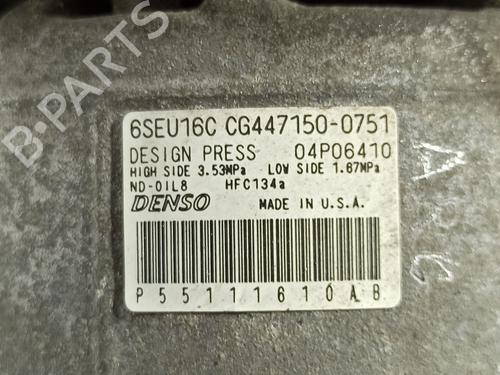 B-PARTS
6SEU16C CG447150-0751
DESIGN PRESS 04P06410
HIGH SIDE 3.53MPa LOW SIDE 1.67MPa
ND-OIL8 HFC134a
DENSO MADE IN U.S.A.
P55111610AB